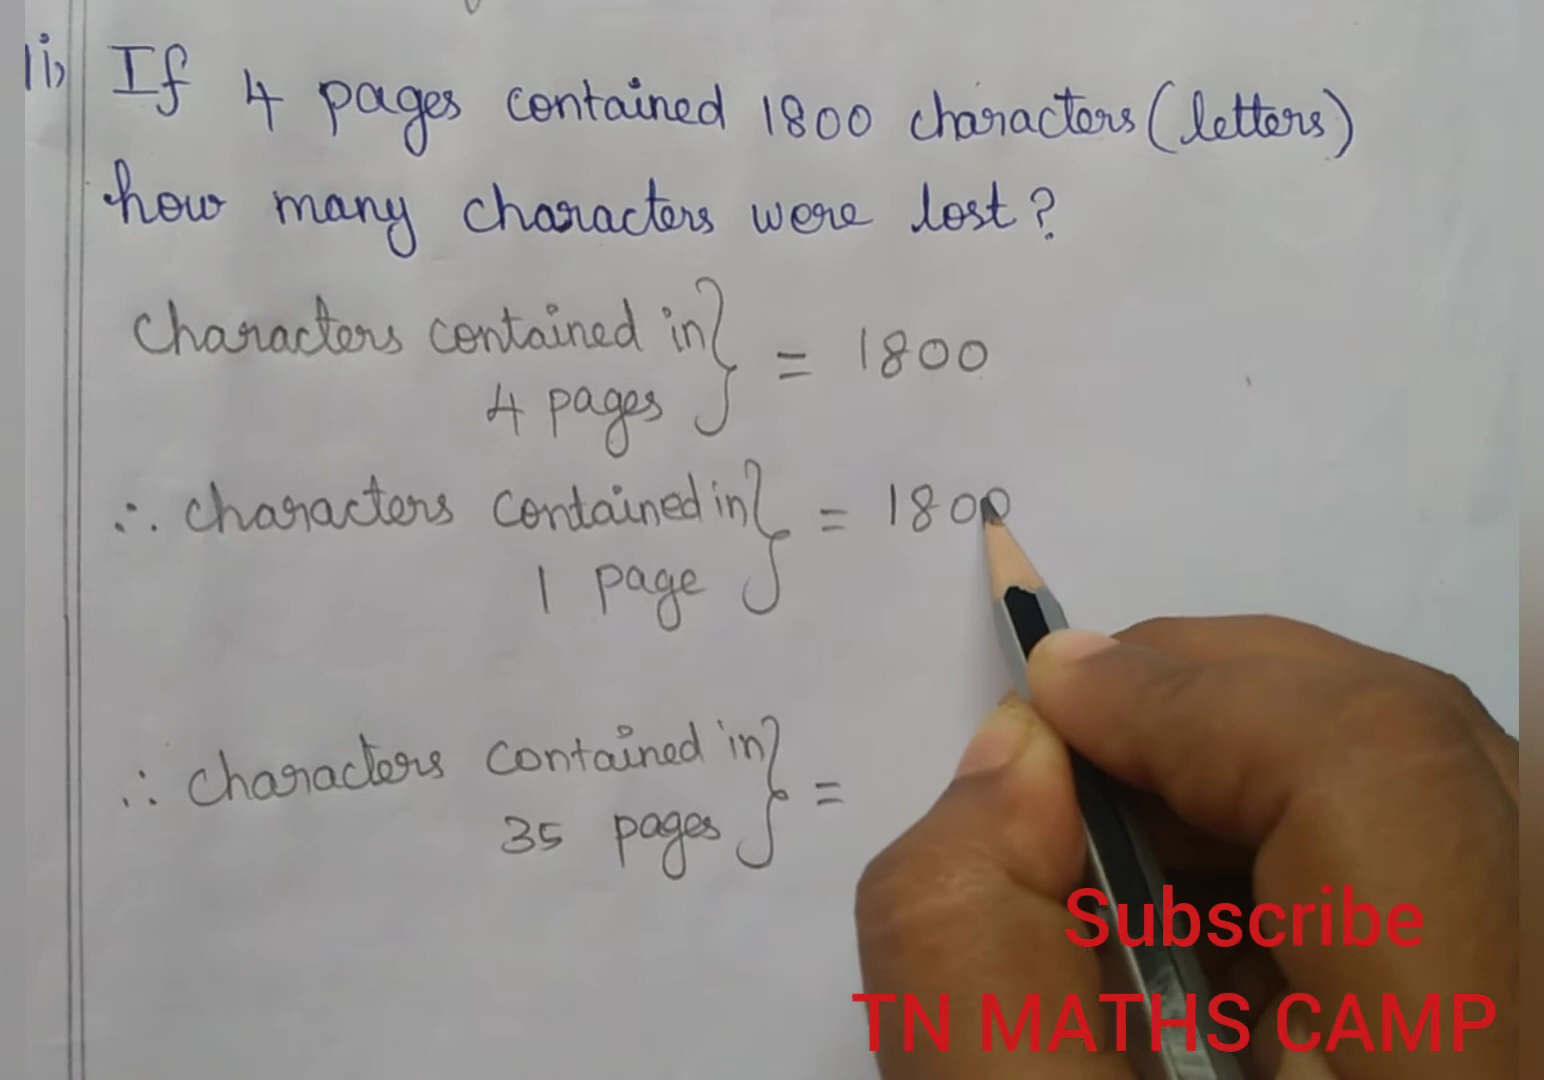 ii) If 4 pages contained 1800 characters (letters)
how many characters were lost?
Characters contained in } = 1800
4 pages
∴ characters contained in } = 1800
1 page
∴ characters contained in } =
35 pages
Subscribe
TN MATHS CAMP